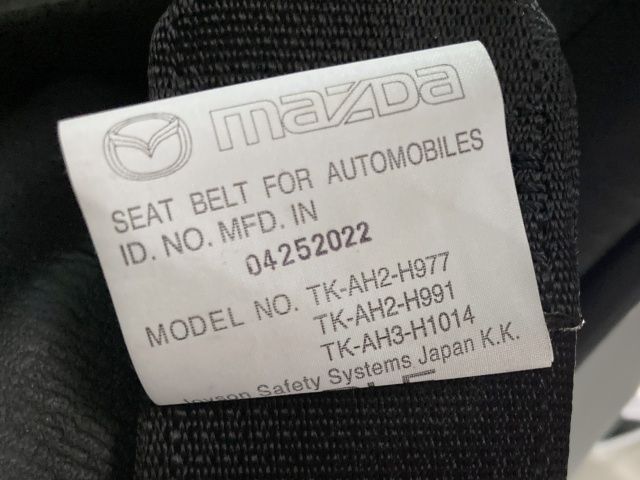 mazda
SEAT BELT FOR AUTOMOBILES
ID. NO. MFD. IN
04252022
MODEL NO. TK-AH2-H977
TK-AH2-H991
TK-AH3-H1014
Joyson Safety Systems Japan K.K.